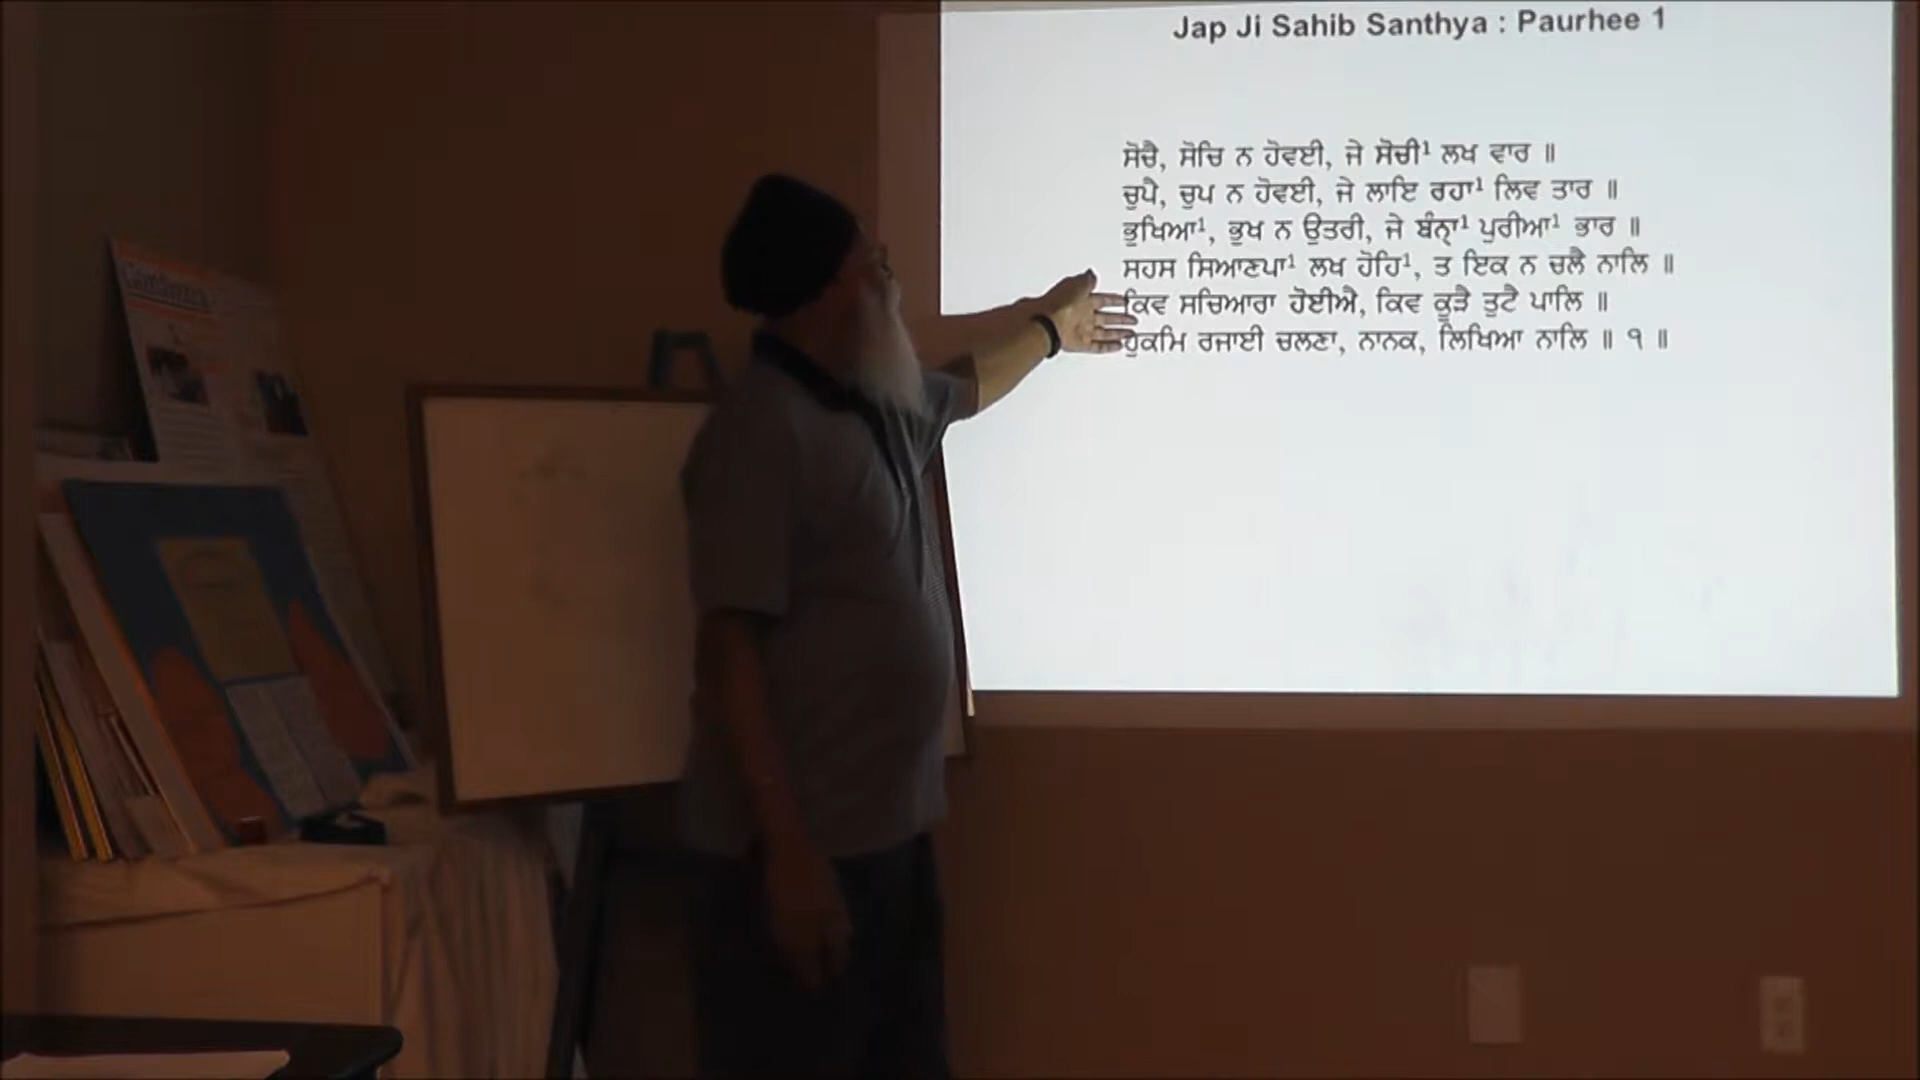 Jap Ji Sahib Santhya : Paurhee 1
ਸੋਚੈ, ਸੋਚਿ ਨ ਹੋਵਈ, ਜੇ ਸੋਚੀ¹ ਲਖ ਵਾਰ ॥
ਚੁਪੈ, ਚੁਪ ਨ ਹੋਵਈ, ਜੇ ਲਾਇ ਰਹਾ¹ ਲਿਵ ਤਾਰ ॥
ਭੁਖਿਆ¹, ਭੁਖ ਨ ਉਤਰੀ, ਜੇ ਬੰਨ੍ਹਾ¹ ਪੁਰੀਆ¹ ਭਾਰ ॥
ਸਹਸ ਸਿਆਣਪਾ¹ ਲਖ ਹੋਹਿ¹, ਤ ਇਕ ਨ ਚਲੈ ਨਾਲਿ ॥
ਕਿਵ ਸਚਿਆਰਾ ਹੋਈਐ, ਕਿਵ ਕੂੜੈ ਤੁਟੈ ਪਾਲਿ ॥
ਹੁਕਮਿ ਰਜਾਈ ਚਲਣਾ, ਨਾਨਕ, ਲਿਖਿਆ ਨਾਲਿ ॥ ੧ ॥